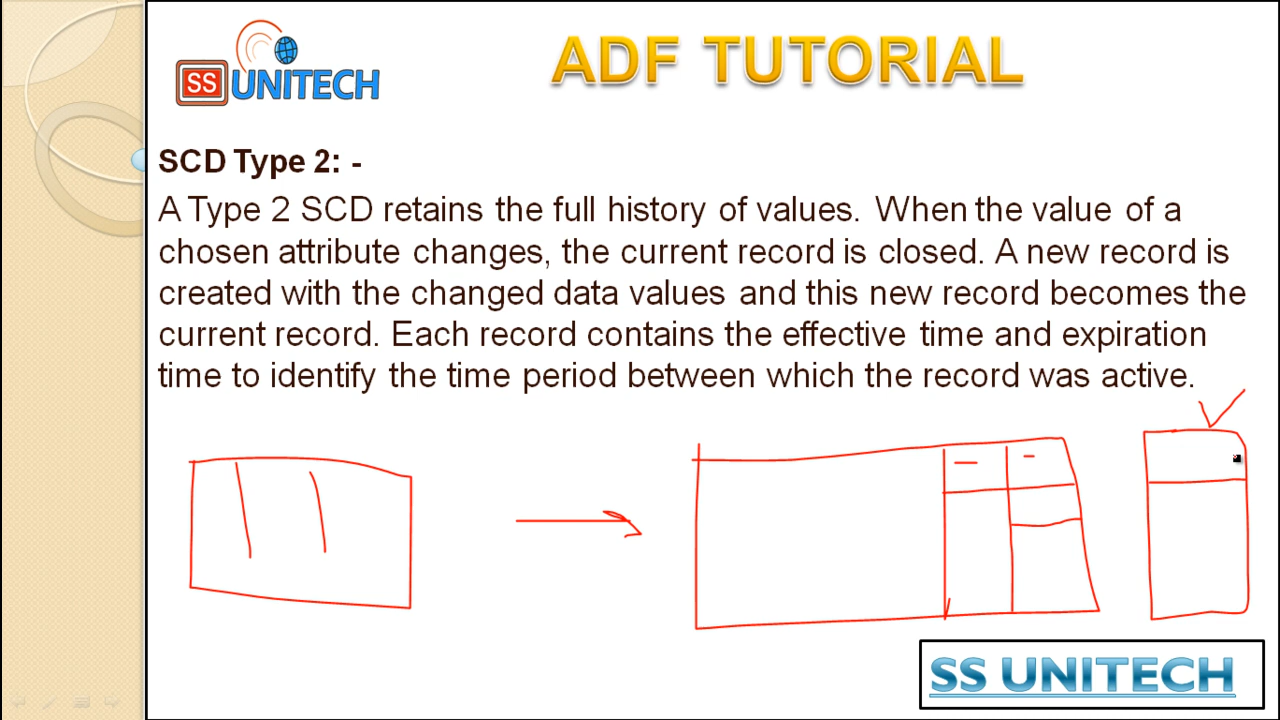 SS UNITECH
ADF TUTORIAL
SCD Type 2: -
A Type 2 SCD retains the full history of values. When the value of a
chosen attribute changes, the current record is closed. A new record is
created with the changed data values and this new record becomes the
current record. Each record contains the effective time and expiration
time to identify the time period between which the record was active.
SS UNITECH